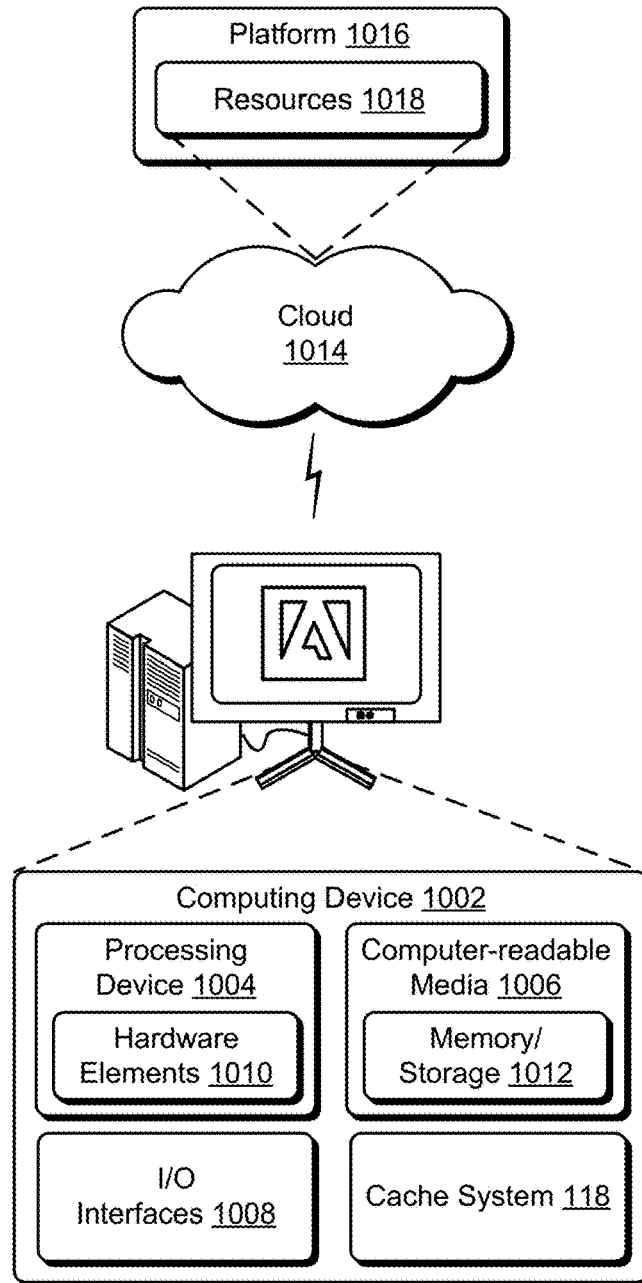 Platform 1016
Resources 1018
Cloud
1014
Computing Device 1002
Processing
Device 1004
Hardware
Elements 1010
Computer-readable
Media 1006
Memory/
Storage 1012
I/O
Interfaces 1008
Cache System 118